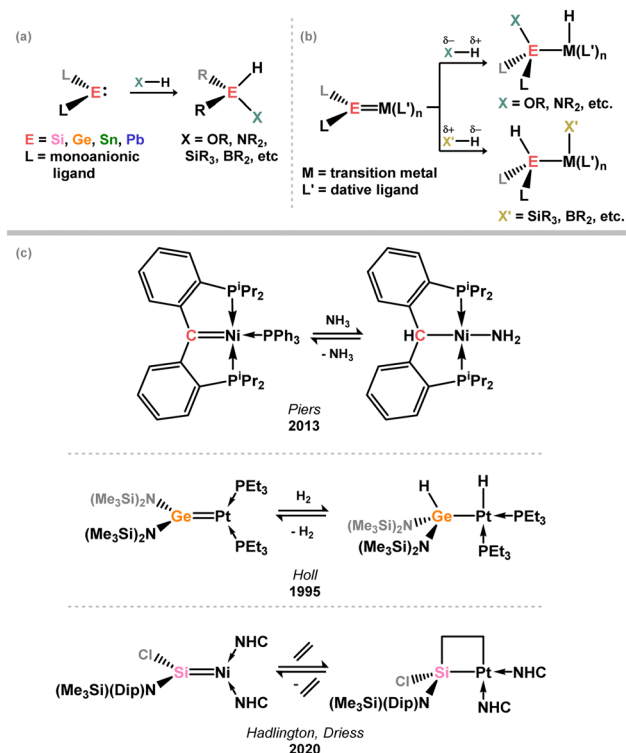 (a)
L
E:
L
X—H
R
R
E
H
X
E = Si, Ge, Sn, Pb
L = monoanionic
ligand
X = OR, NR2,
SiR3, BR2, etc
(b)
L
L
E=M(L')n
M = transition metal
L' = dative ligand
δ− δ+
X—H
X
H
E
M(L')n
L
L
X = OR, NR2, etc.
δ+ δ−
X'—H
H
X'
E
M(L')n
L
L
X' = SiR3, BR2, etc.
(c)
PiPr2
C=Ni
PPh3
PiPr2
NH3
- NH3
PiPr2
HC
Ni
NH2
PiPr2
Piers
2013
(Me3Si)2N
(Me3Si)2N
Ge=Pt
PEt3
PEt3
H2
- H2
H
H
(Me3Si)2N
Ge
Pt
PEt3
(Me3Si)2N
PEt3
Holl
1995
Cl
Si=Ni
NHC
(Me3Si)(Dip)N
NHC
-
Cl
Si
Pt
NHC
(Me3Si)(Dip)N
NHC
Hadlington, Driess
2020